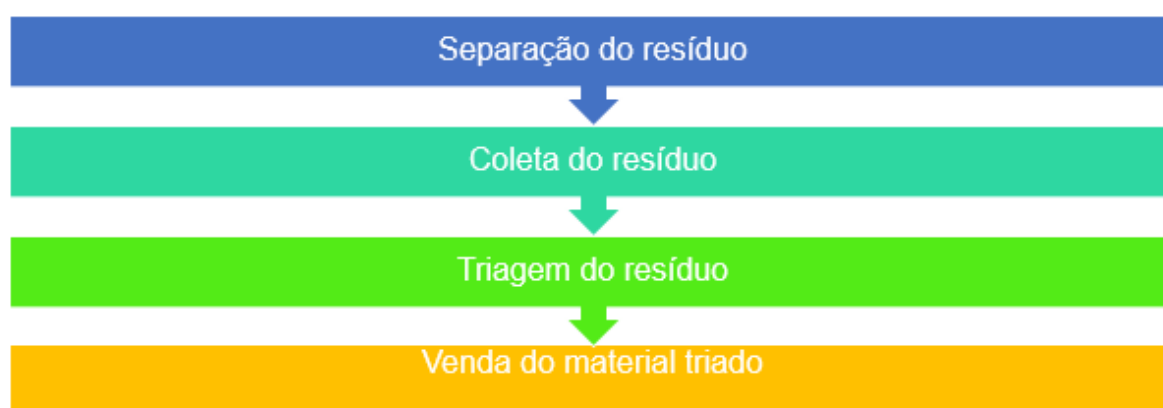 Separação do resíduo
Coleta do resíduo
Triagem do resíduo
Venda do material triado